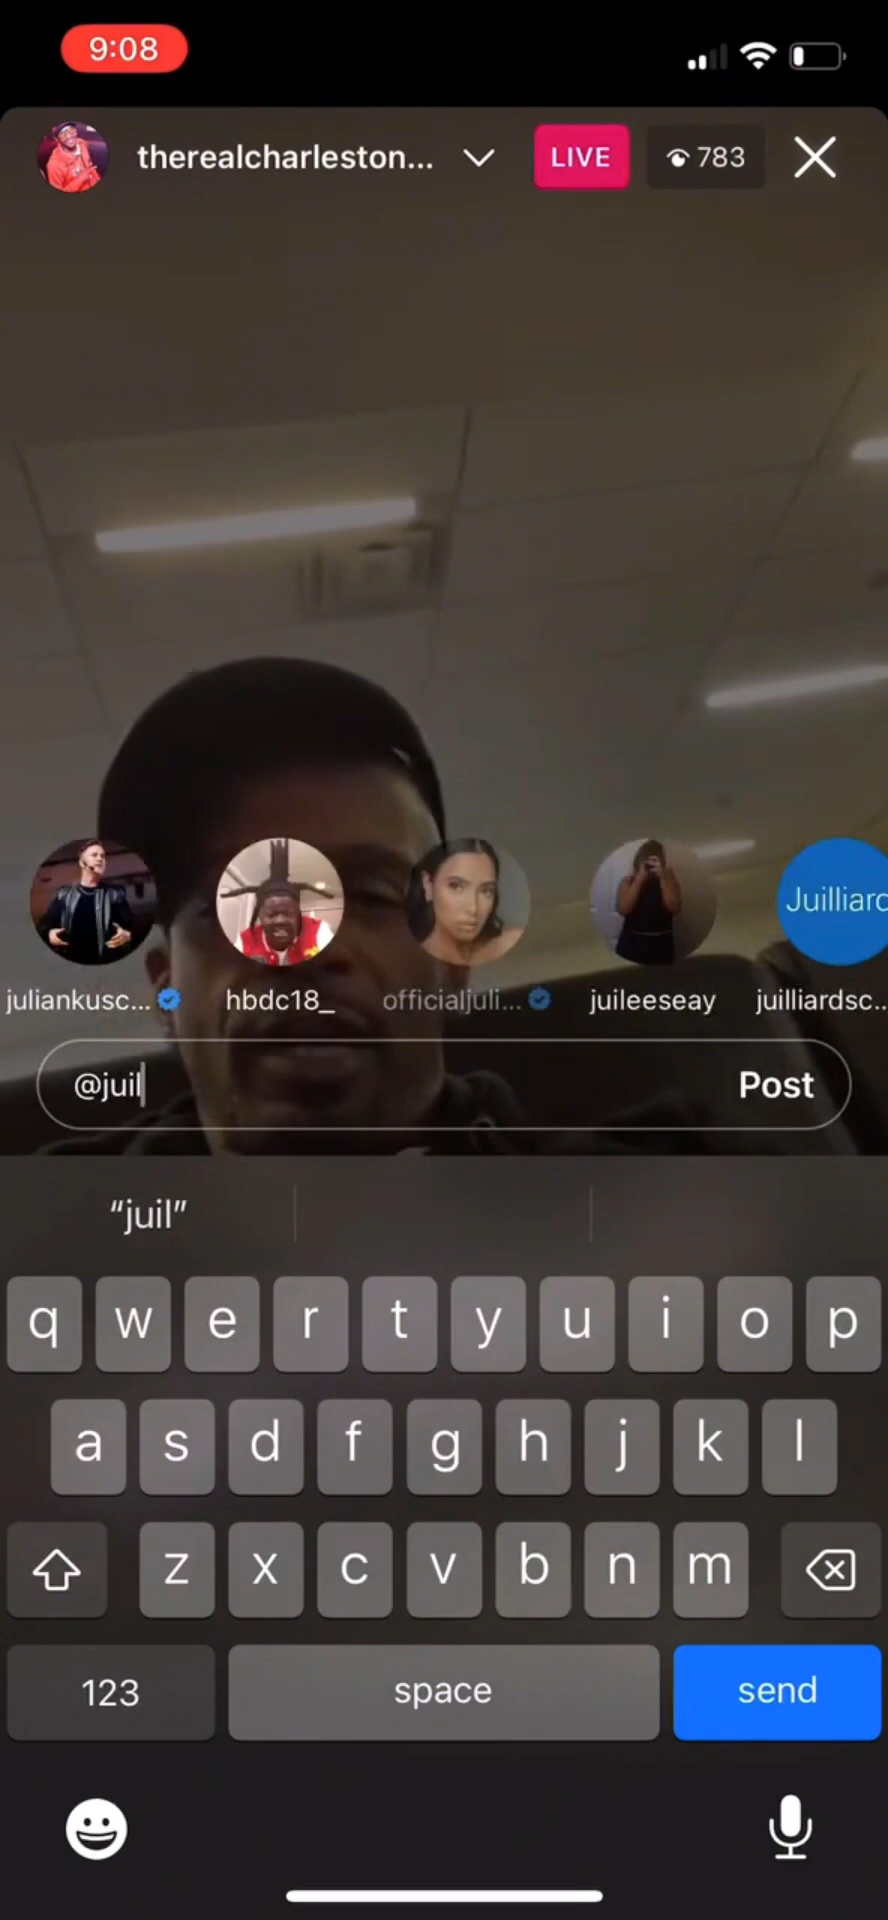 9:08
therealcharleston...
LIVE
783
juliankusc...
hbdc18_
officialjuli...
juileeseay
Juilliard
juilliardsc...
@juil
Post
“juil”
q w e r t y u i o p
a s d f g h j k l
z x c v b n m
123
space
send